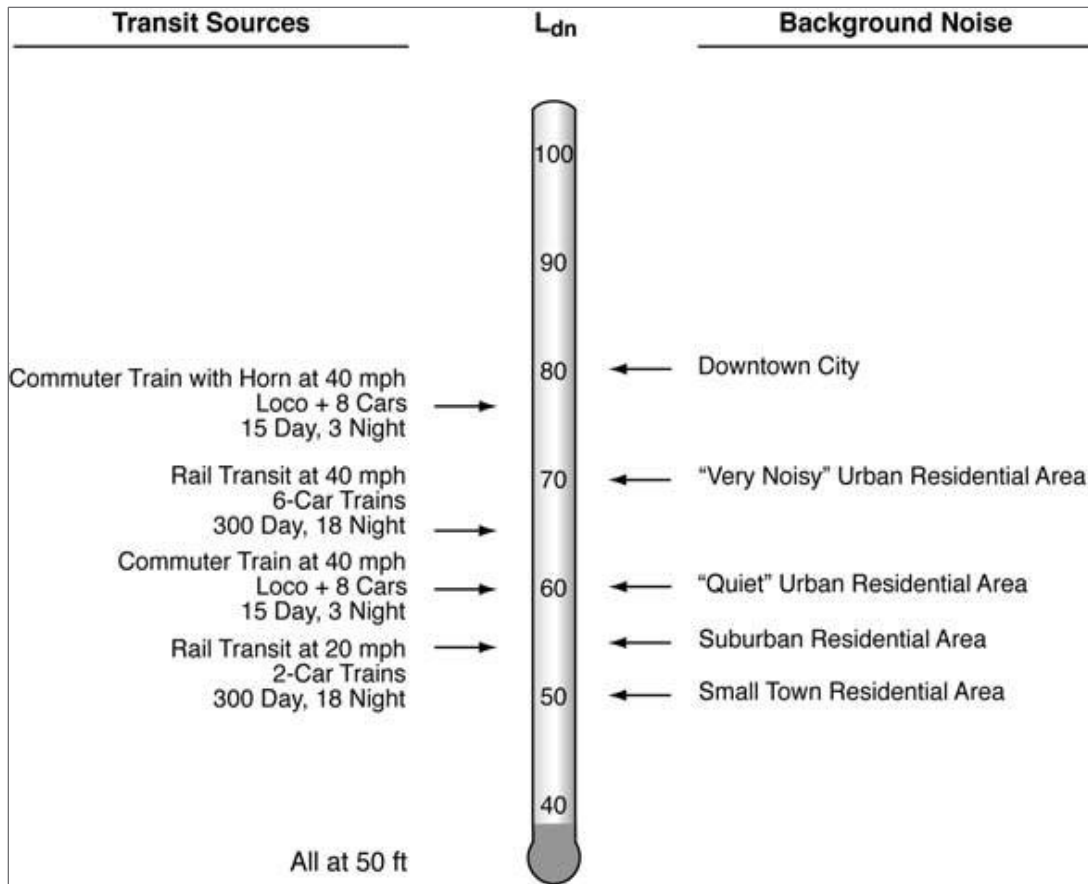 Transit Sources
L_dn
Background Noise
100
90
80
70
60
50
40
Commuter Train with Horn at 40 mph
Loco + 8 Cars
15 Day, 3 Night
Rail Transit at 40 mph
6-Car Trains
300 Day, 18 Night
Commuter Train at 40 mph
Loco + 8 Cars
15 Day, 3 Night
Rail Transit at 20 mph
2-Car Trains
300 Day, 18 Night
All at 50 ft
Downtown City
“Very Noisy” Urban Residential Area
“Quiet” Urban Residential Area
Suburban Residential Area
Small Town Residential Area